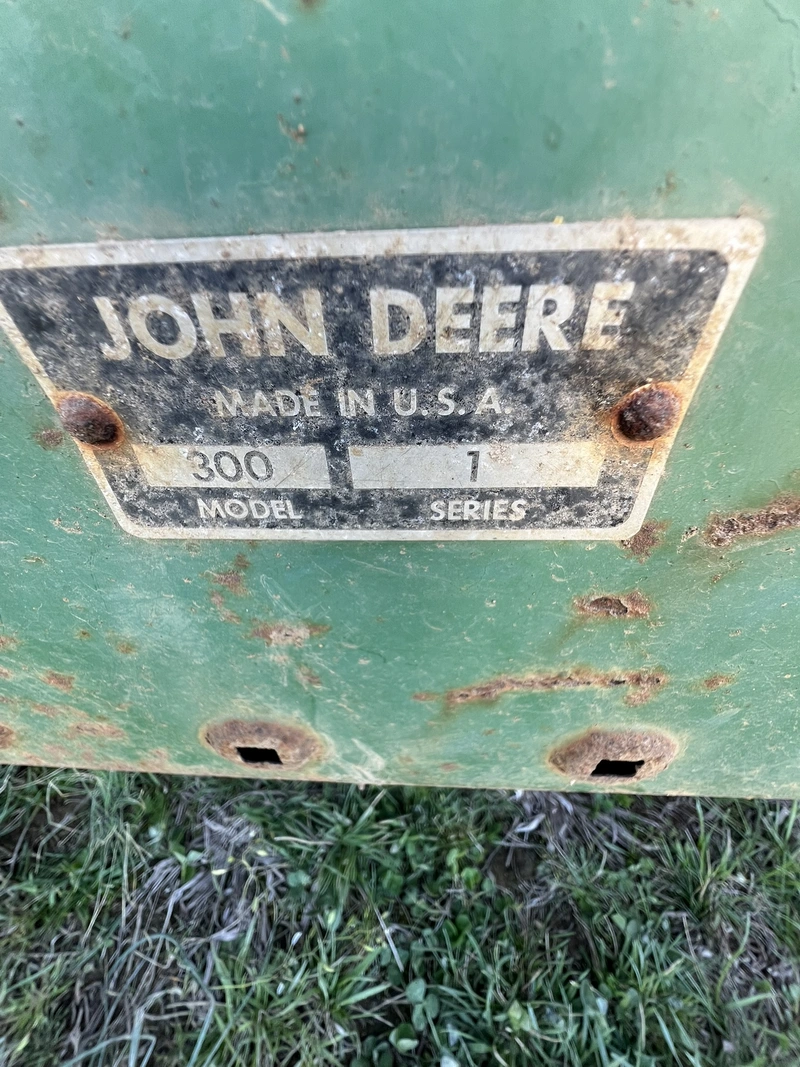 JOHN DEERE
MADE IN U.S.A.
300 1
MODEL SERIES